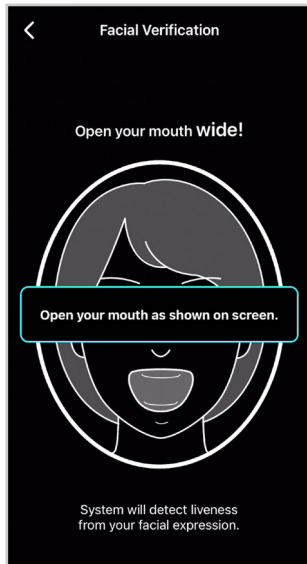 Facial Verification
Open your mouth wide!
Open your mouth as shown on screen.
System will detect liveness
from your facial expression.